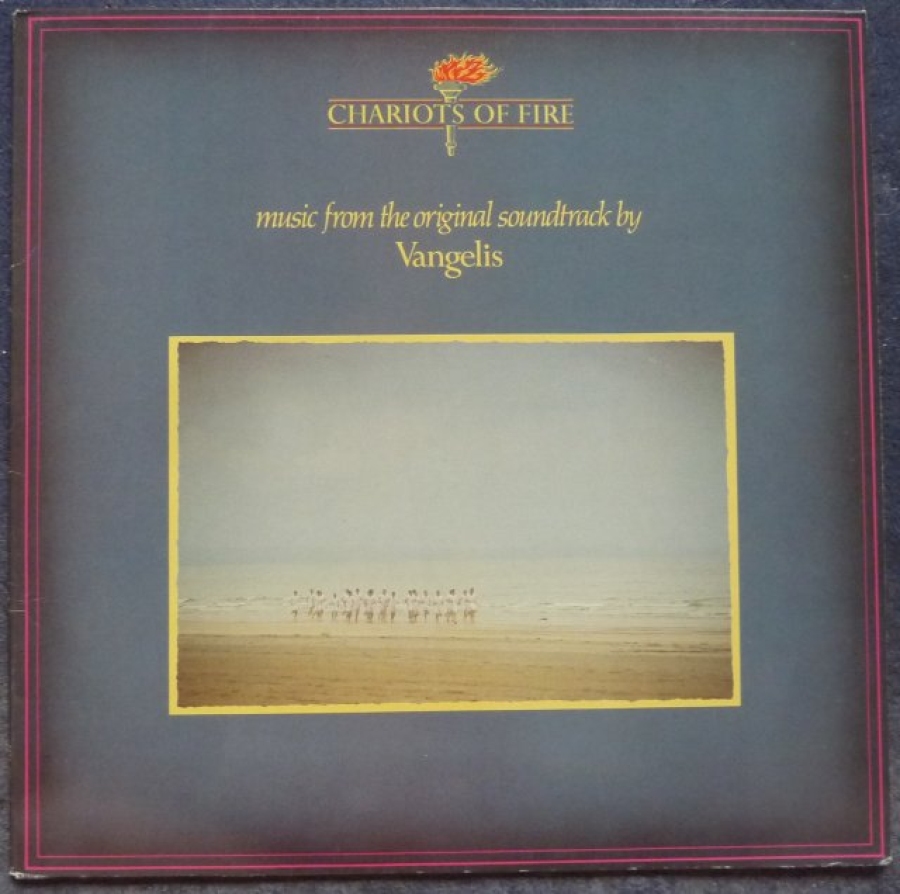 CHARIOTS OF FIRE
music from the original soundtrack by
Vangelis